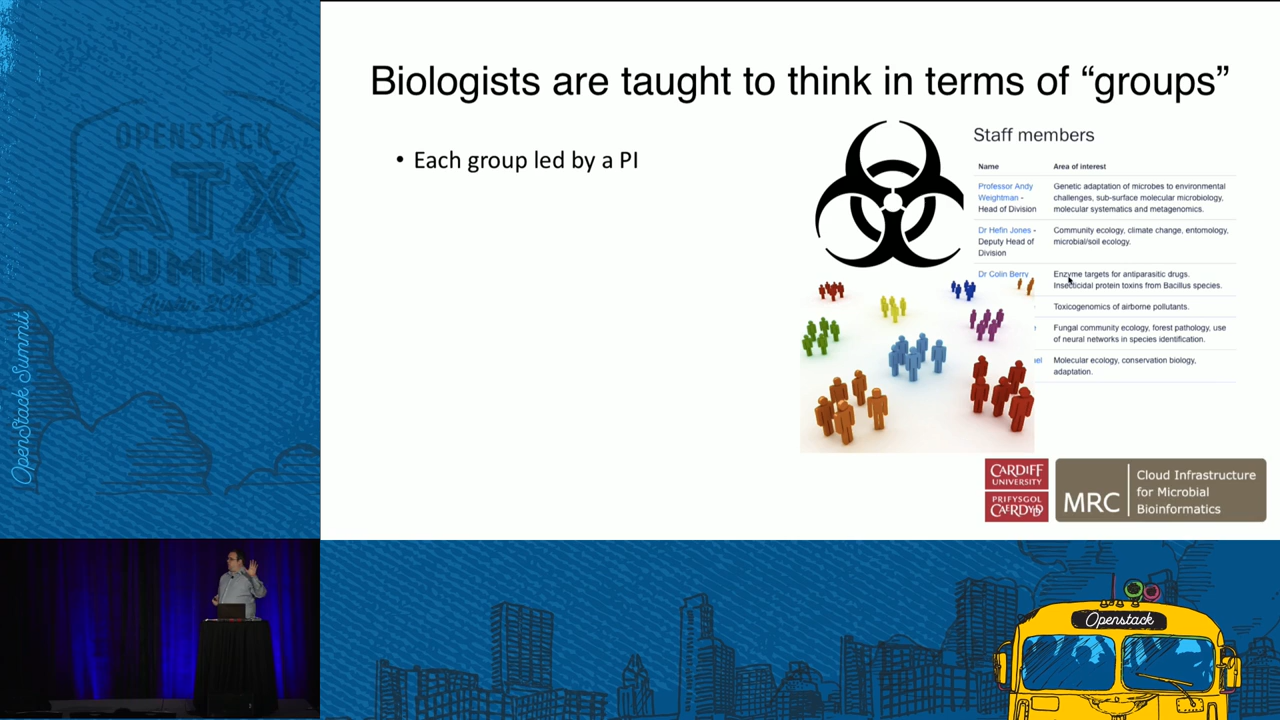 OPENSTACK
ATX
SUMMIT
Austin, Texas
OpenStack Summit
Biologists are taught to think in terms of “groups”
• Each group led by a PI
Staff members
Name
Area of interest
Professor Andy
Weightman -
Head of Division
Genetic adaptation of microbes to environmental
challenges, sub-surface molecular microbiology,
molecular systematics and metagenomics.
Dr Hefin Jones -
Deputy Head of
Division
Community ecology, climate change, entomology,
microbial/soil ecology.
Dr Colin Berry
Enzyme targets for antiparasitic drugs.
Insecticidal protein toxins from Bacillus species.
Toxicogenomics of airborne pollutants.
Fungal community ecology, forest pathology, use
of neural networks in species identification.
Molecular ecology, conservation biology,
adaptation.
CARDIFF
UNIVERSITY
PRIFYSGOL
CAERDYDD
MRC
Cloud Infrastructure
for Microbial
Bioinformatics
Openstack